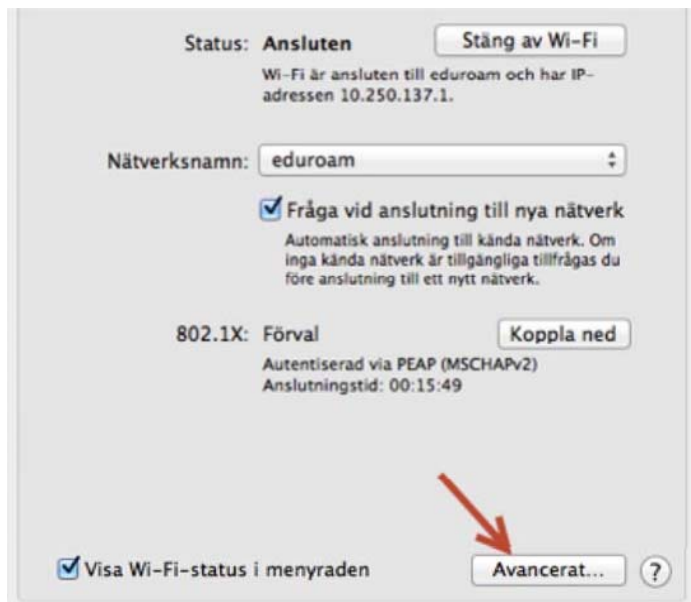 Status: Ansluten Stäng av Wi-Fi
Wi-Fi är ansluten till eduroam och har IP-
adressen 10.250.137.1.
Nätverksnamn: eduroam
Fråga vid anslutning till nya nätverk
Automatisk anslutning till kända nätverk. Om
inga kända nätverk är tillgängliga tillfrågas du
före anslutning till ett nytt nätverk.
802.1X: Förval Koppla ned
Autentiserad via PEAP (MSCHAPv2)
Anslutningstid: 00:15:49
Visa Wi-Fi-status i menyraden Avancerat... ?